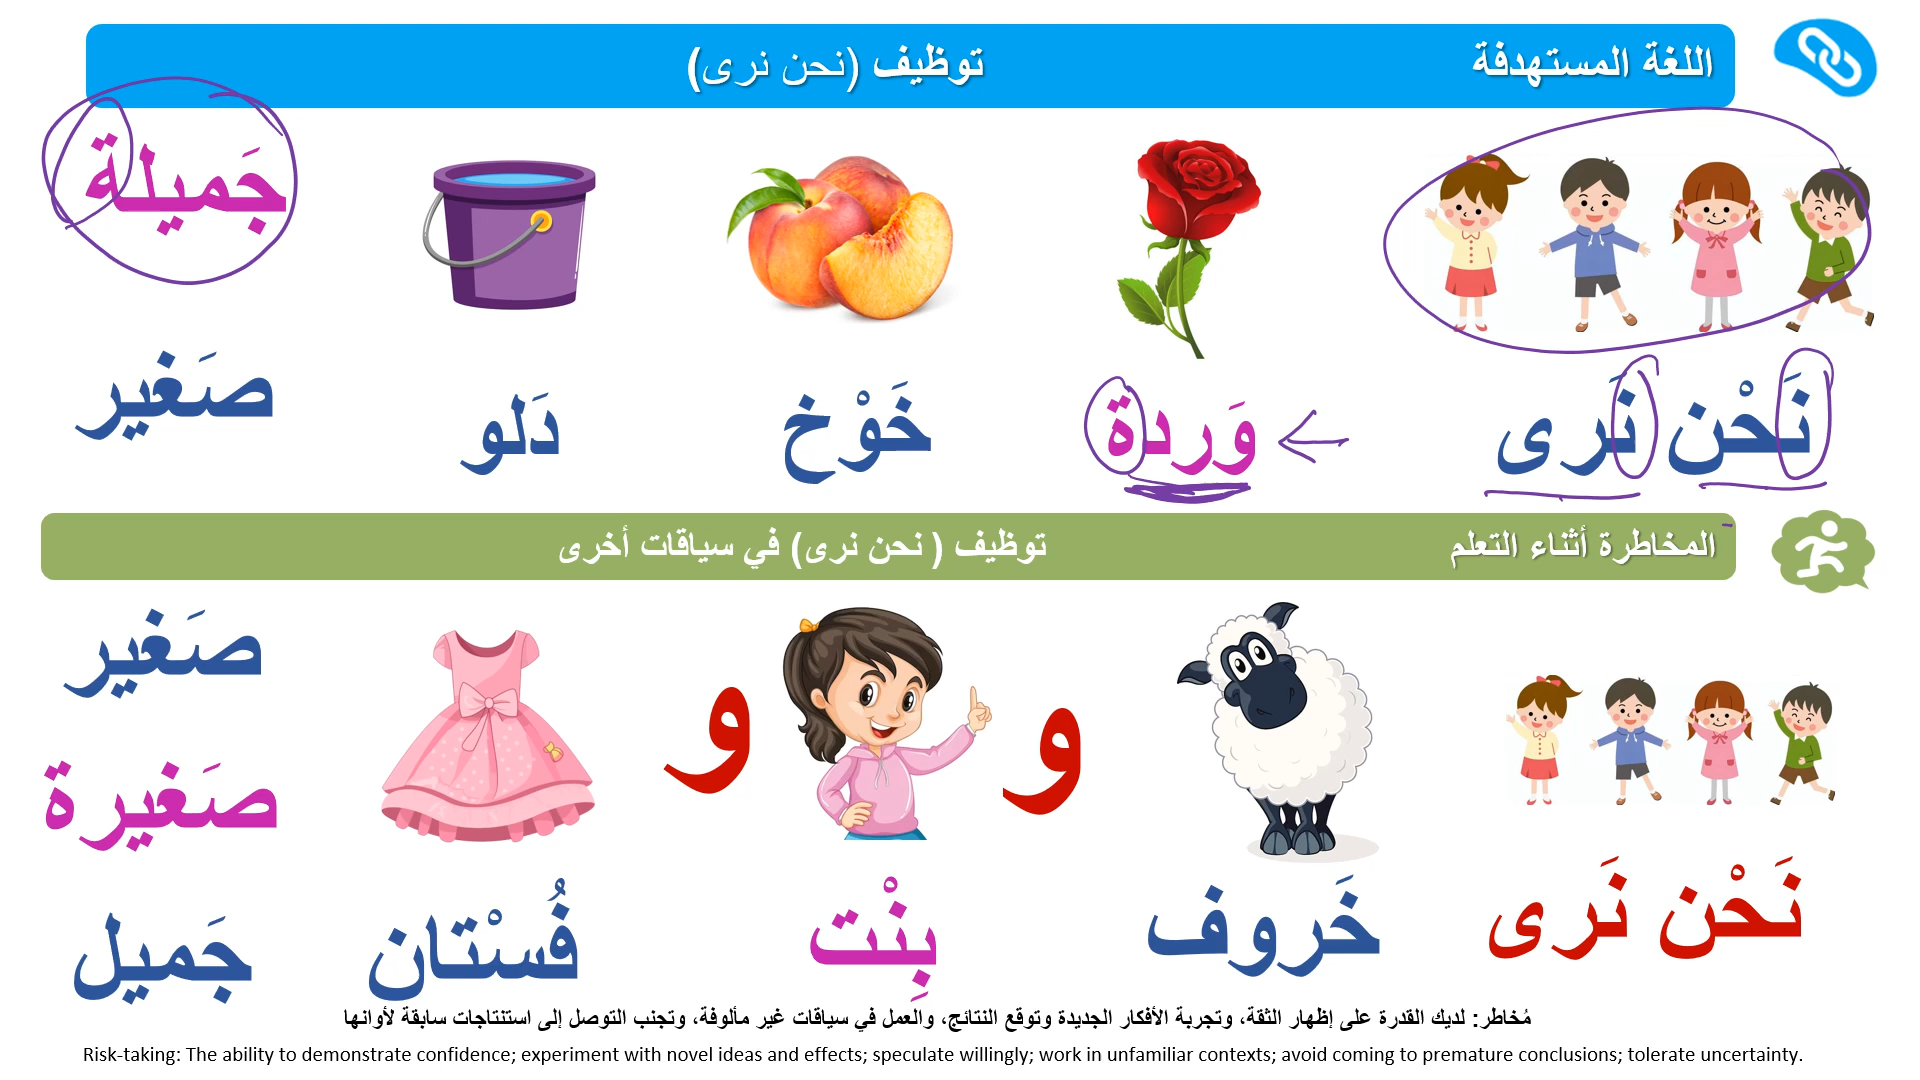 اللغة المستهدفة
توظيف (نحن نرى)
جَميلة
نَحْن نَرى
وَردة
خَوْخ
دَلو
صَغير
المخاطرة أثناء التعلم
توظيف ( نحن نرى) في سياقات أخرى
و
و
صَغير
صَغيرة
نَحْن نَرى
خَروف
بِنْت
فُسْتان
جَميل
مُخاطر: لديك القدرة على إظهار الثقة، وتجربة الأفكار الجديدة وتوقع النتائج، والعمل في سياقات غير مألوفة، وتجنب التوصل إلى استنتاجات سابقة لأوانها
Risk-taking: The ability to demonstrate confidence; experiment with novel ideas and effects; speculate willingly; work in unfamiliar contexts; avoid coming to premature conclusions; tolerate uncertainty.